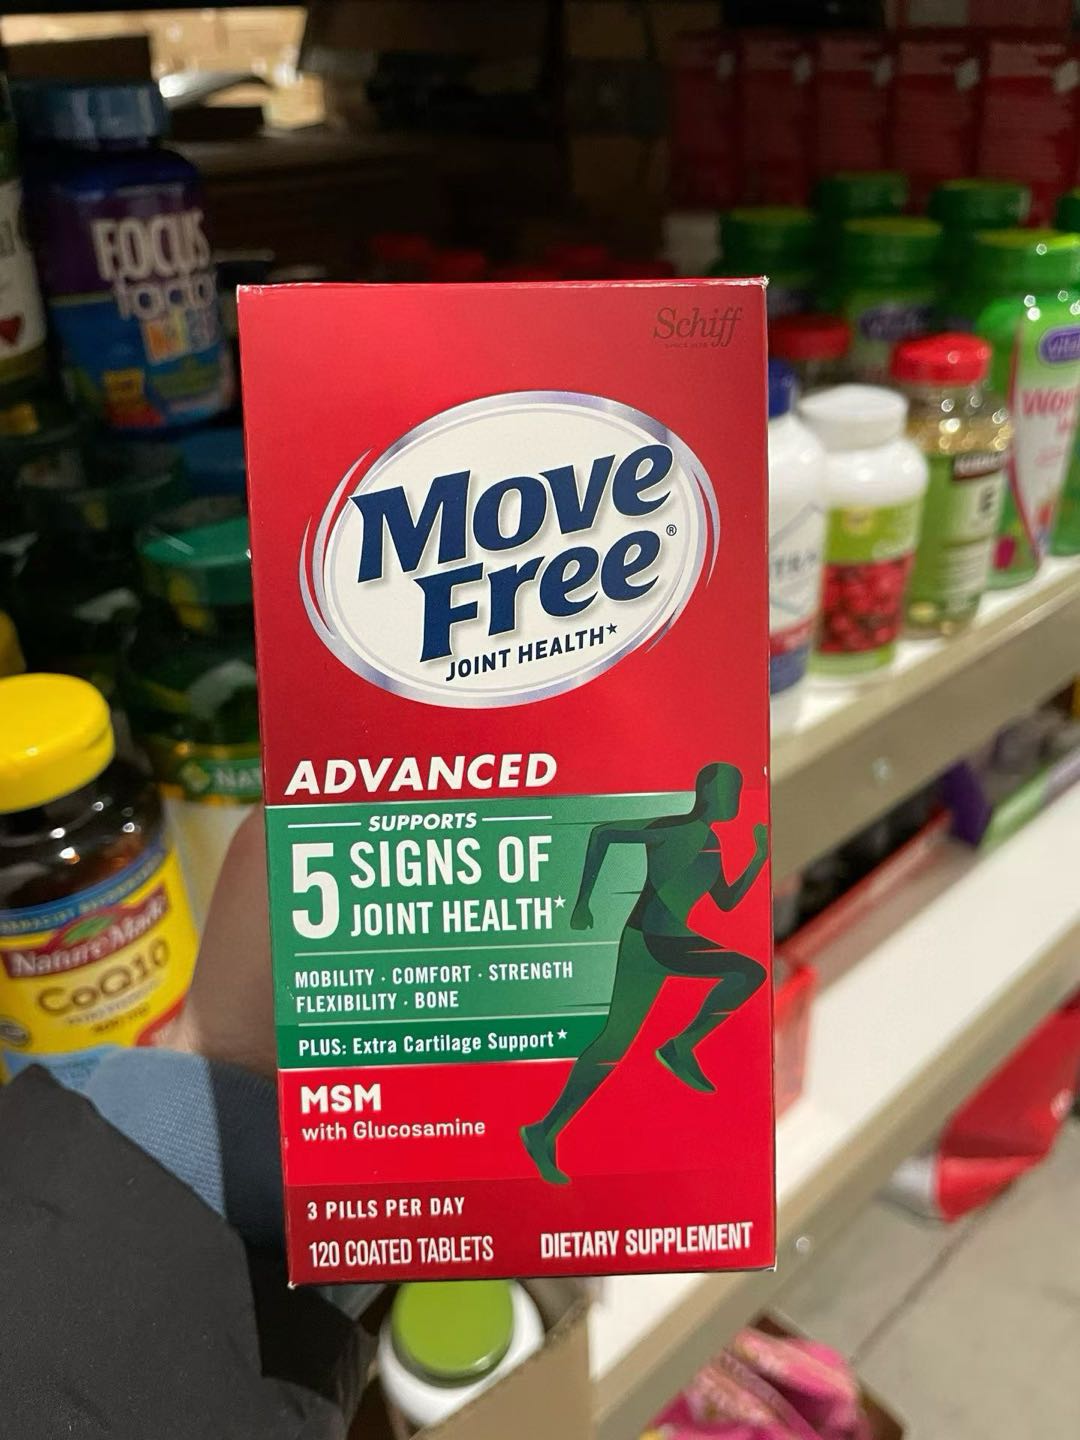 Schiff
Move
Free®
JOINT HEALTH★
ADVANCED
SUPPORTS
5 SIGNS OF
JOINT HEALTH★
MOBILITY · COMFORT · STRENGTH
FLEXIBILITY · BONE
PLUS: Extra Cartilage Support★
MSM
with Glucosamine
3 PILLS PER DAY
120 COATED TABLETS
DIETARY SUPPLEMENT
FOCUS
factor
Nature Made
CoQ10